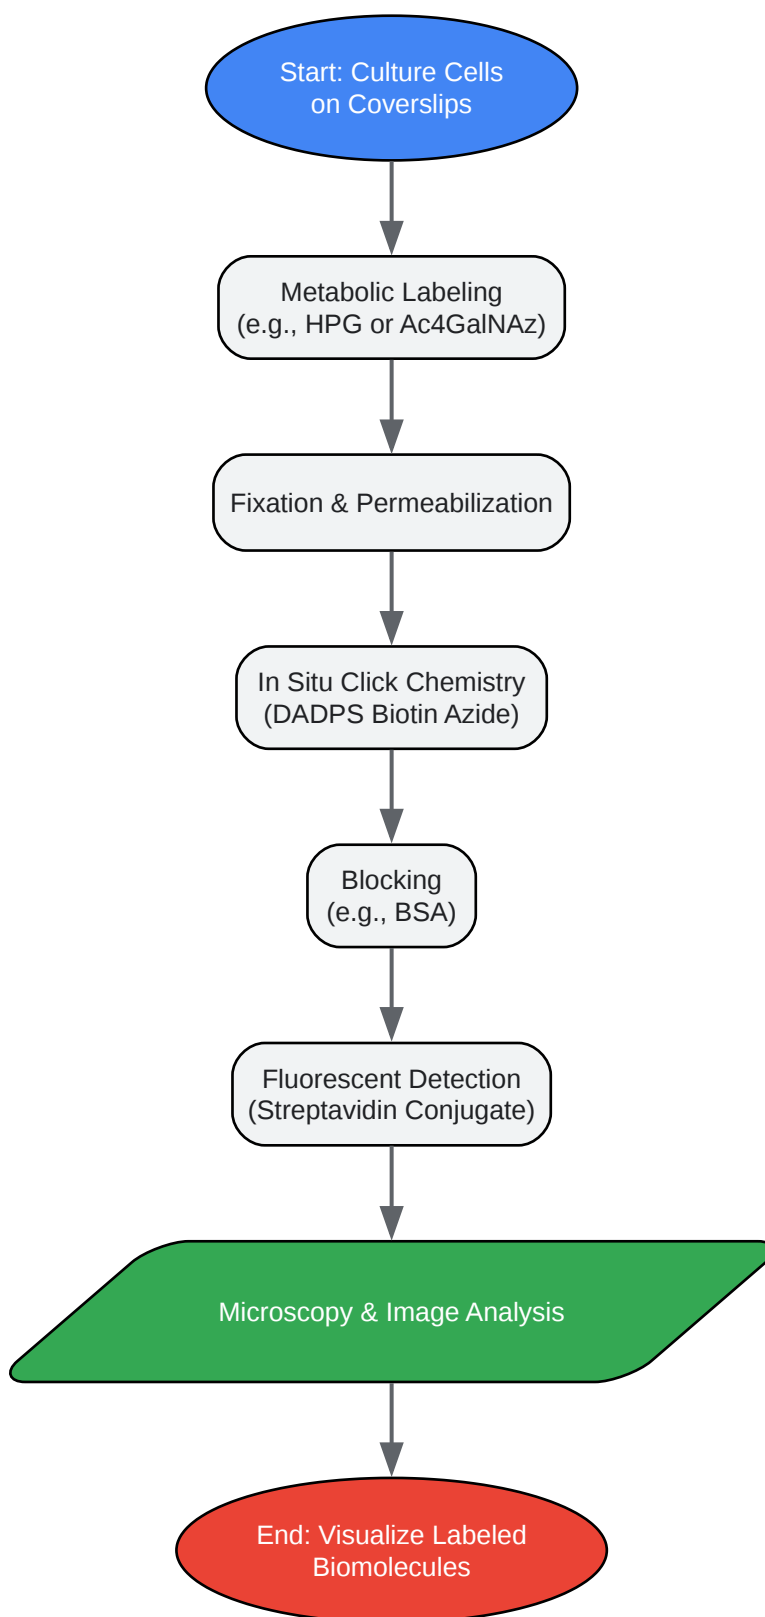 Start: Culture Cells
on Coverslips
Metabolic Labeling
(e.g., HPG or Ac4GalNAz)
Fixation & Permeabilization
In Situ Click Chemistry
(DADPS Biotin Azide)
Blocking
(e.g., BSA)
Fluorescent Detection
(Streptavidin Conjugate)
Microscopy & Image Analysis
End: Visualize Labeled
Biomolecules